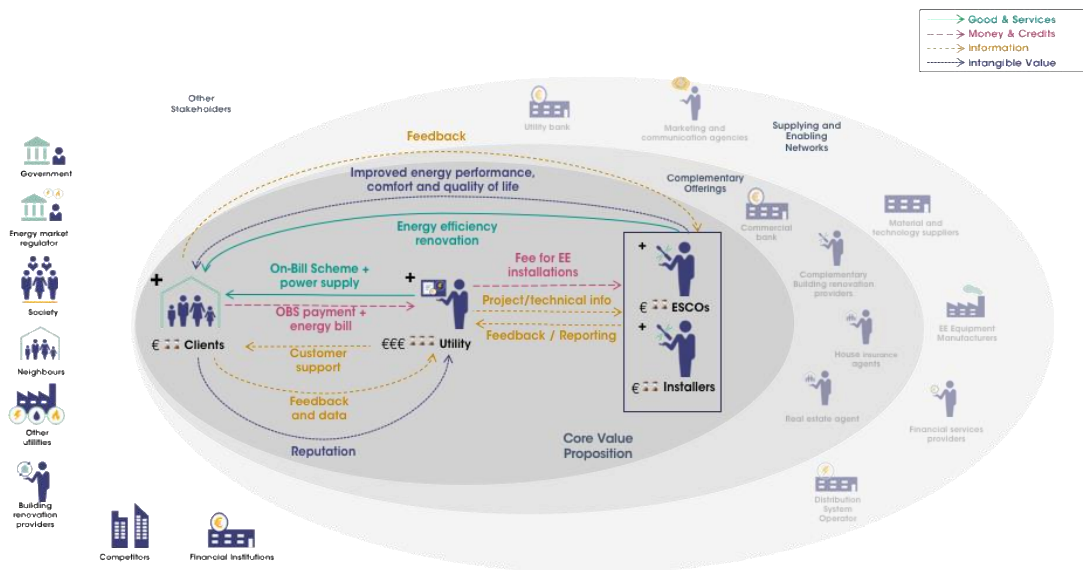 Good & Services
Money & Credits
Information
Intangible Value
Other
Stakeholders
Utility bank
Marketing and
communication agencies
Supplying and
Enabling
Networks
Feedback
Government
Improved energy performance,
comfort and quality of life
Complementary
Offerings
Commercial
bank
Material and
technology suppliers
Energy market
regulator
Energy efficiency
renovation
Fee for EE
installations
On-Bill Scheme +
power supply
Complementary
Building renovation
providers
Society
OBS payment +
energy bill
Project/technical info
€ ESCOs
Feedback / Reporting
€ Clients
€€€ Utility
Customer
support
EE Equipment
Manufacturers
House insurance
agents
Neighbours
€ Installers
Feedback
and data
Real estate agent
Financial services
providers
Other
utilities
Reputation
Core Value
Proposition
Building
renovation
providers
Distribution
System
Operator
Competitors
Financial Institutions